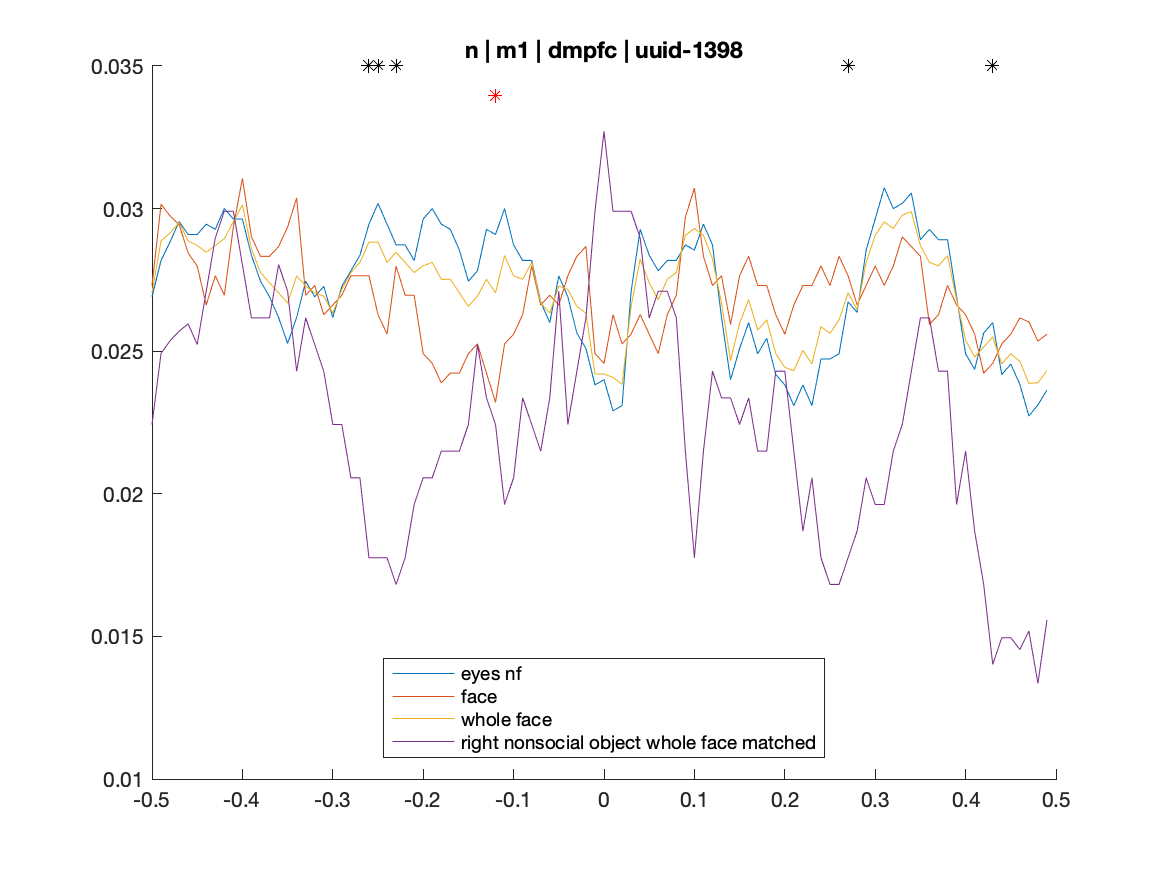 n | m1 | dmpfc | uuid-1398
0.035
0.03
0.025
0.02
0.015
0.01
eyes nf
face
whole face
right nonsocial object whole face matched
-0.5 -0.4 -0.3 -0.2 -0.1 0 0.1 0.2 0.3 0.4 0.5